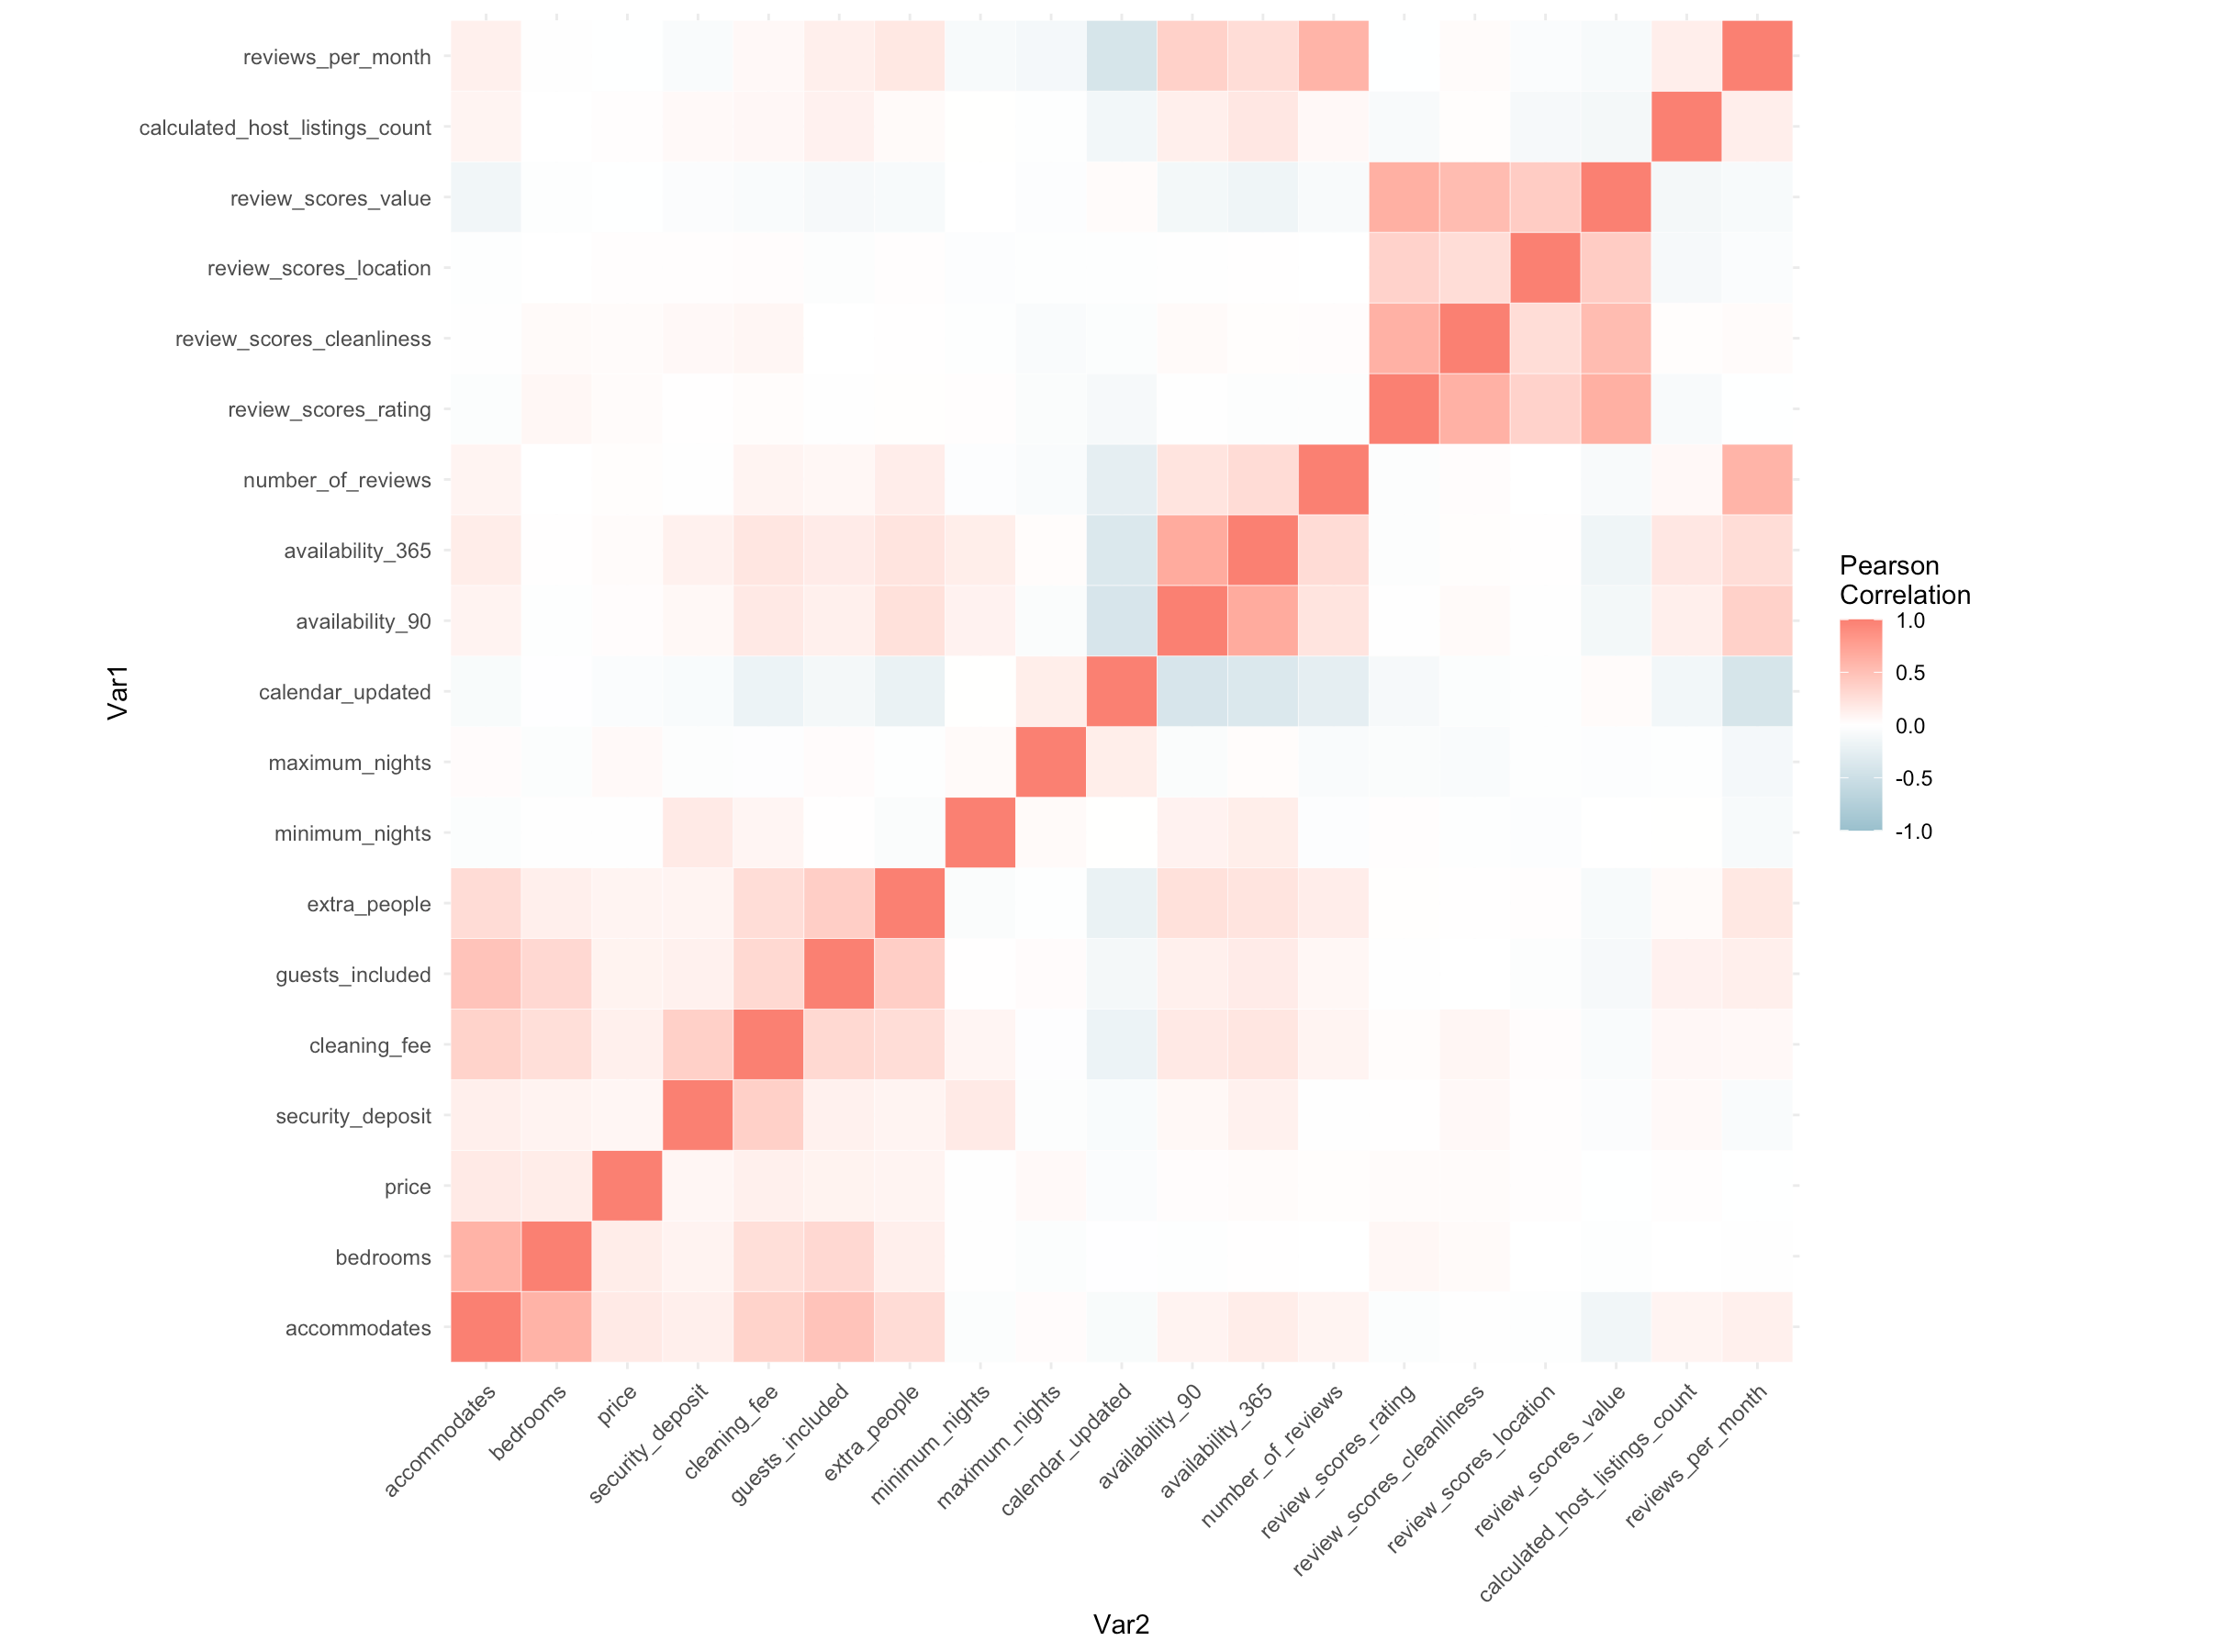 reviews_per_month
calculated_host_listings_count
review_scores_value
review_scores_location
review_scores_cleanliness
review_scores_rating
number_of_reviews
availability_365
availability_90
calendar_updated
maximum_nights
minimum_nights
extra_people
guests_included
cleaning_fee
security_deposit
price
bedrooms
accommodates
Var1
accommodates
bedrooms
price
security_deposit
cleaning_fee
guests_included
extra_people
minimum_nights
maximum_nights
calendar_updated
availability_90
availability_365
number_of_reviews
review_scores_rating
review_scores_cleanliness
review_scores_location
review_scores_value
calculated_host_listings_count
reviews_per_month
Var2
Pearson
Correlation
1.0
0.5
0.0
-0.5
-1.0